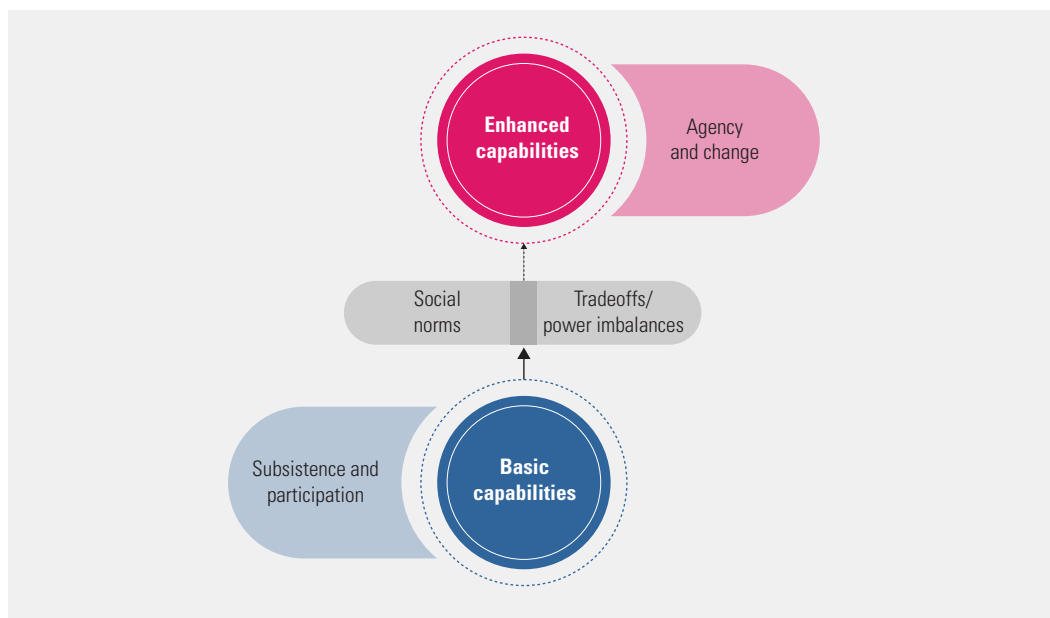 Enhanced
capabilities
Agency
and change
Social
norms
Tradeoffs/
power imbalances
Subsistence and
participation
Basic
capabilities